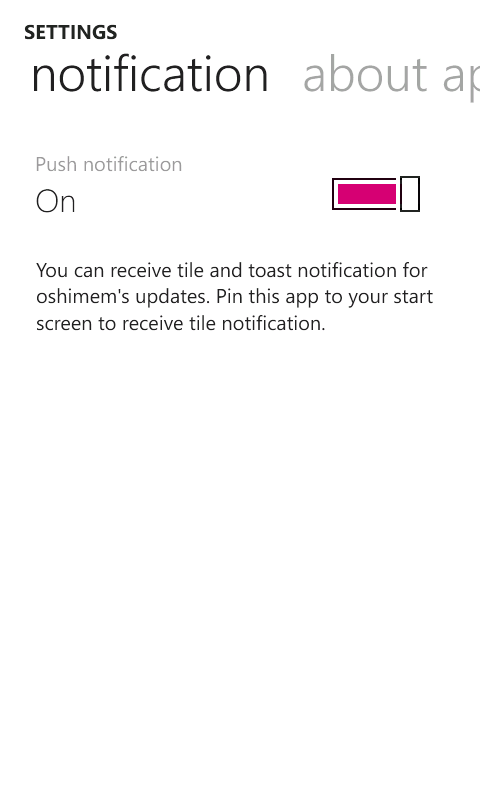 SETTINGS
notification about ap
Push notification
On
You can receive tile and toast notification for
oshimem's updates. Pin this app to your start
screen to receive tile notification.